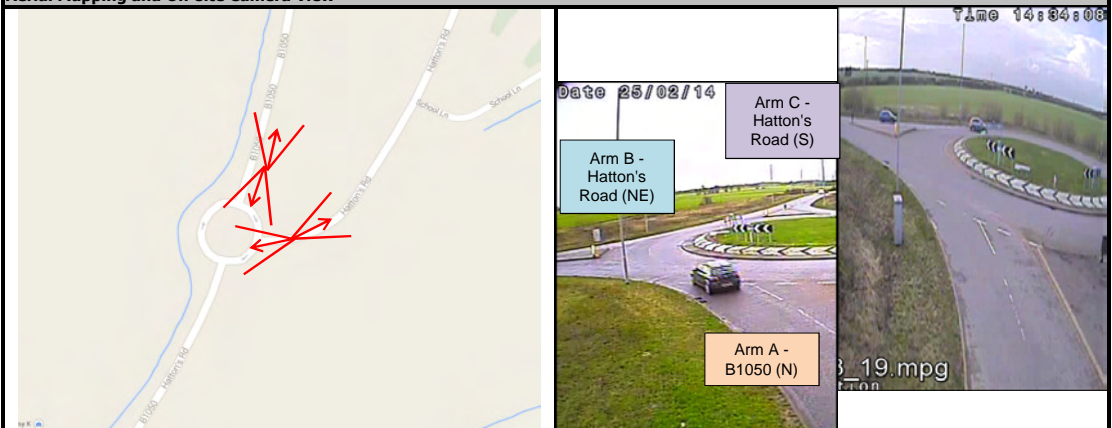 Aerial Mapping and On-Site Camera View
B1050
B1050
B1050
Hatton's Rd
School Ln
School Ln
Hatton's Rd
Hatton's Rd
B1050
Date 25/02/14
Arm B -
Hatton's
Road (NE)
Arm C -
Hatton's
Road (S)
Arm A -
B1050 (N)
Time 14:34:08
3_19.mpg